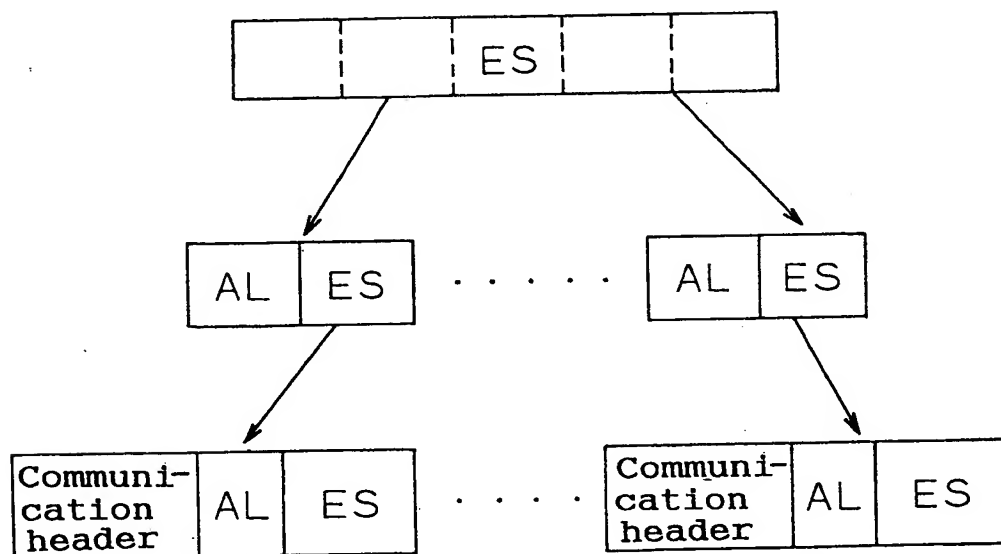 ES
AL ES · · · · · AL ES
Communi-
cation
header
AL ES · · · · ·
Communi-
cation
header
AL ES